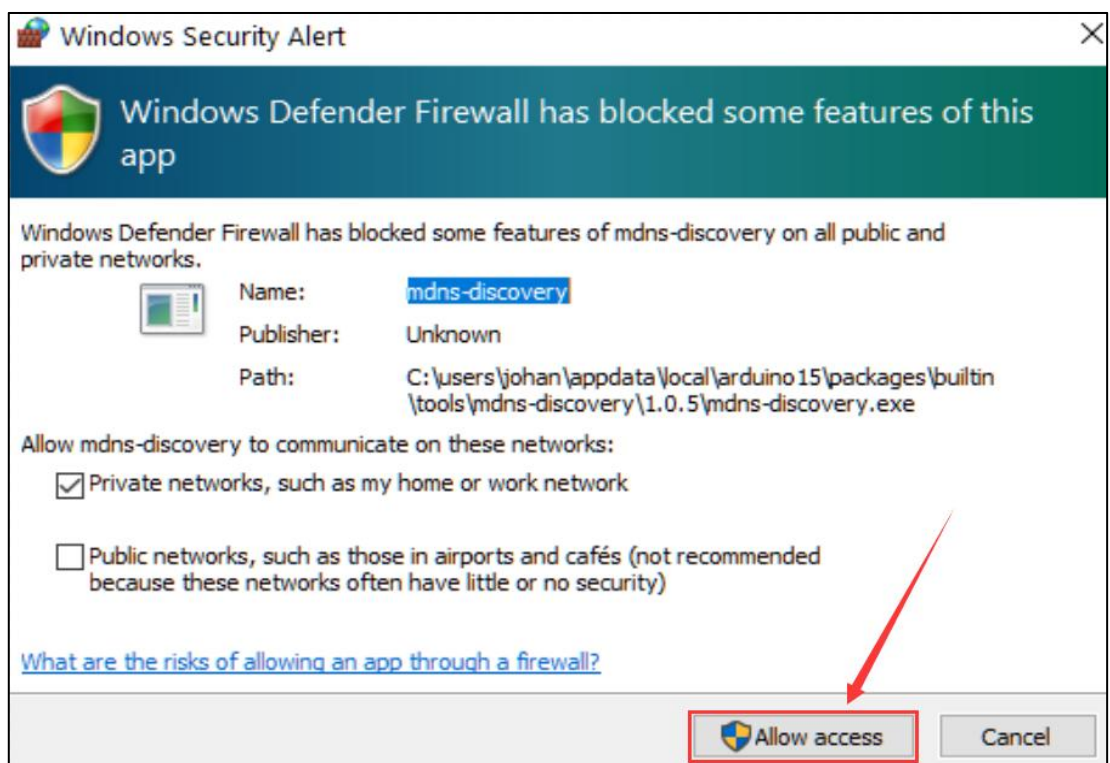 Windows Security Alert
Windows Defender Firewall has blocked some features of this
app
Windows Defender Firewall has blocked some features of mdns-discovery on all public and
private networks.
Name: mdns-discovery
Publisher: Unknown
Path: C:\users\johan\appdata\local\arduino15\packages\builtin
\tools\mdns-discovery\1.0.5\mdns-discovery.exe
Allow mdns-discovery to communicate on these networks:
Private networks, such as my home or work network
Public networks, such as those in airports and cafés (not recommended
because these networks often have little or no security)
What are the risks of allowing an app through a firewall?
Allow access Cancel